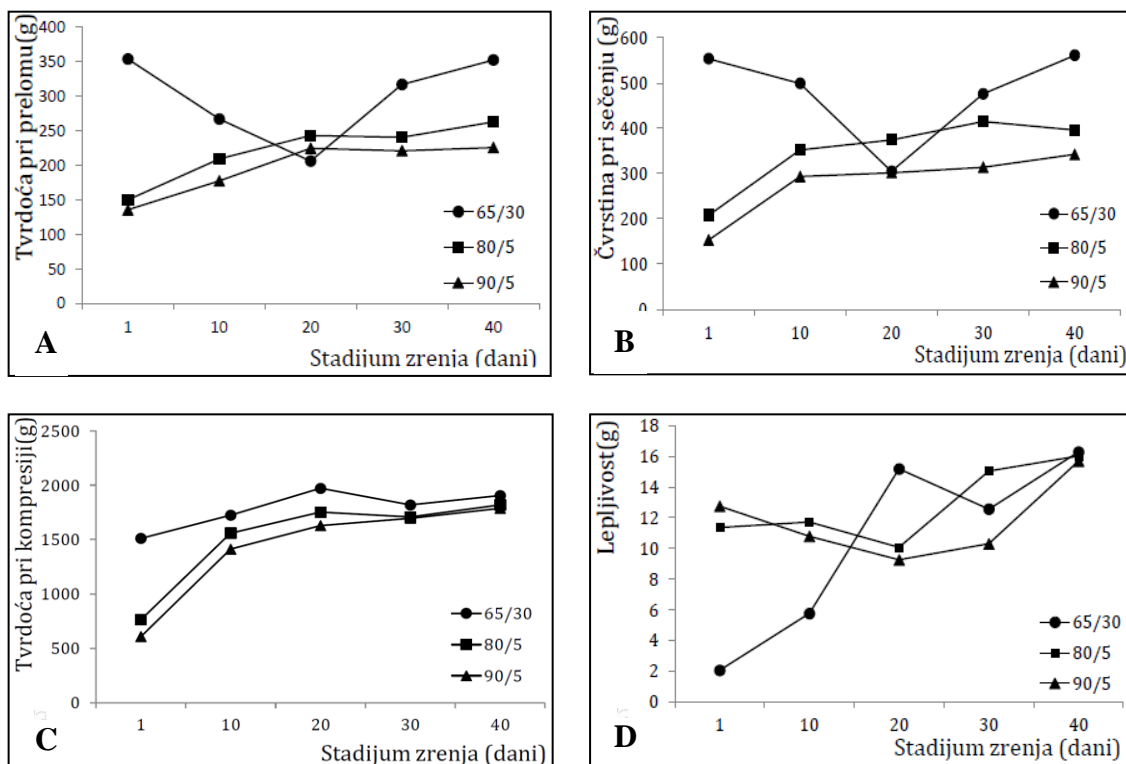 Tvrdoća pri prelomu(g)
400
350
300
250
200
150
100
50
0
65/30
80/5
90/5
1 10 20 30 40
A
Stadijum zrenja (dani)
Čvrstina pri sečenju (g)
600
500
400
300
200
100
0
65/30
80/5
90/5
1 10 20 30 40
B
Stadijum zrenja (dani)
Tvrdoća pri kompresiji(g)
2500
2000
1500
1000
500
0
65/30
80/5
90/5
1 10 20 30 40
C
Stadijum zrenja (dani)
Lepljivost(g)
18
16
14
12
10
8
6
4
2
0
65/30
80/5
90/5
1 10 20 30 40
D
Stadijum zrenja (dani)